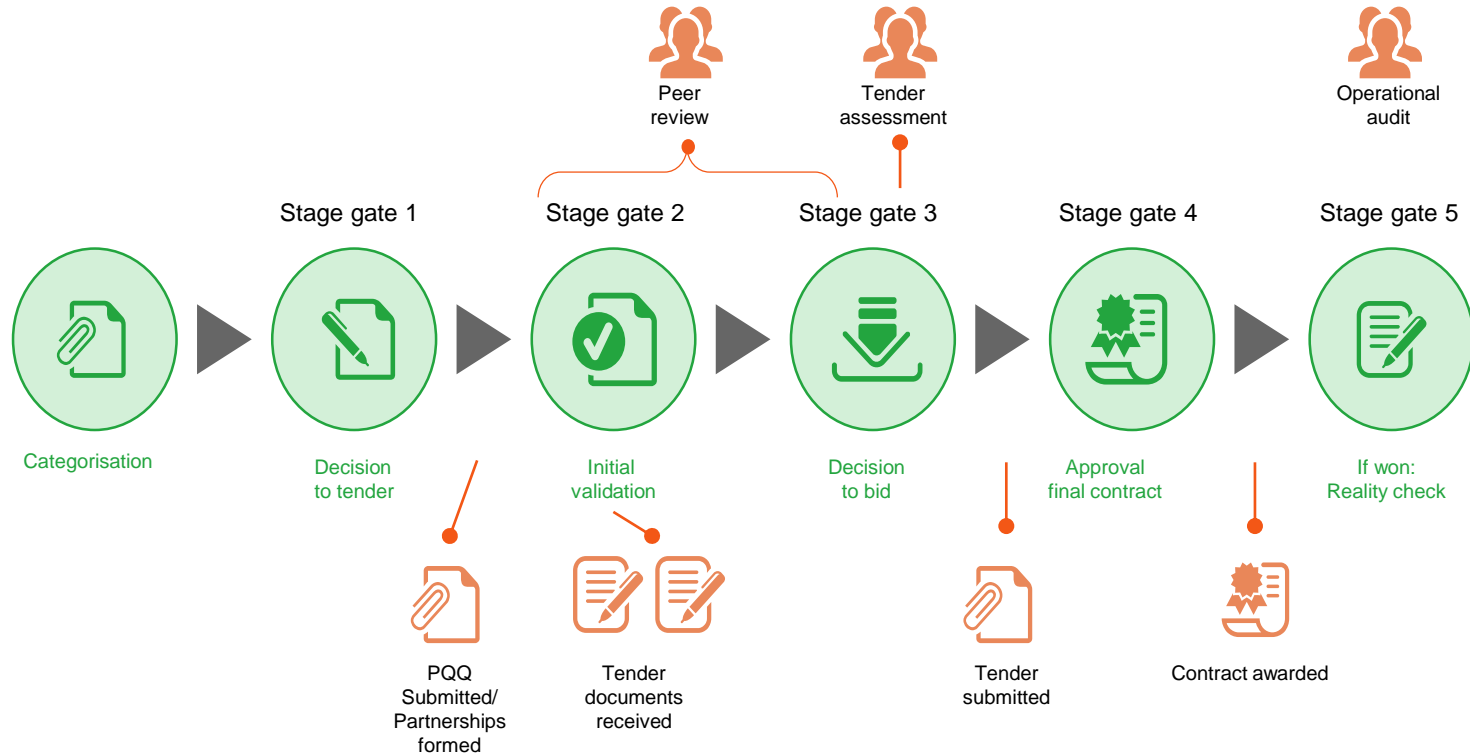 Peer
review
Tender
assessment
Operational
audit
Stage gate 1
Stage gate 2
Stage gate 3
Stage gate 4
Stage gate 5
Categorisation
Decision
to tender
Initial
validation
Decision
to bid
Approval
final contract
If won:
Reality check
PQQ
Submitted/
Partnerships
formed
Tender
documents
received
Tender
submitted
Contract awarded